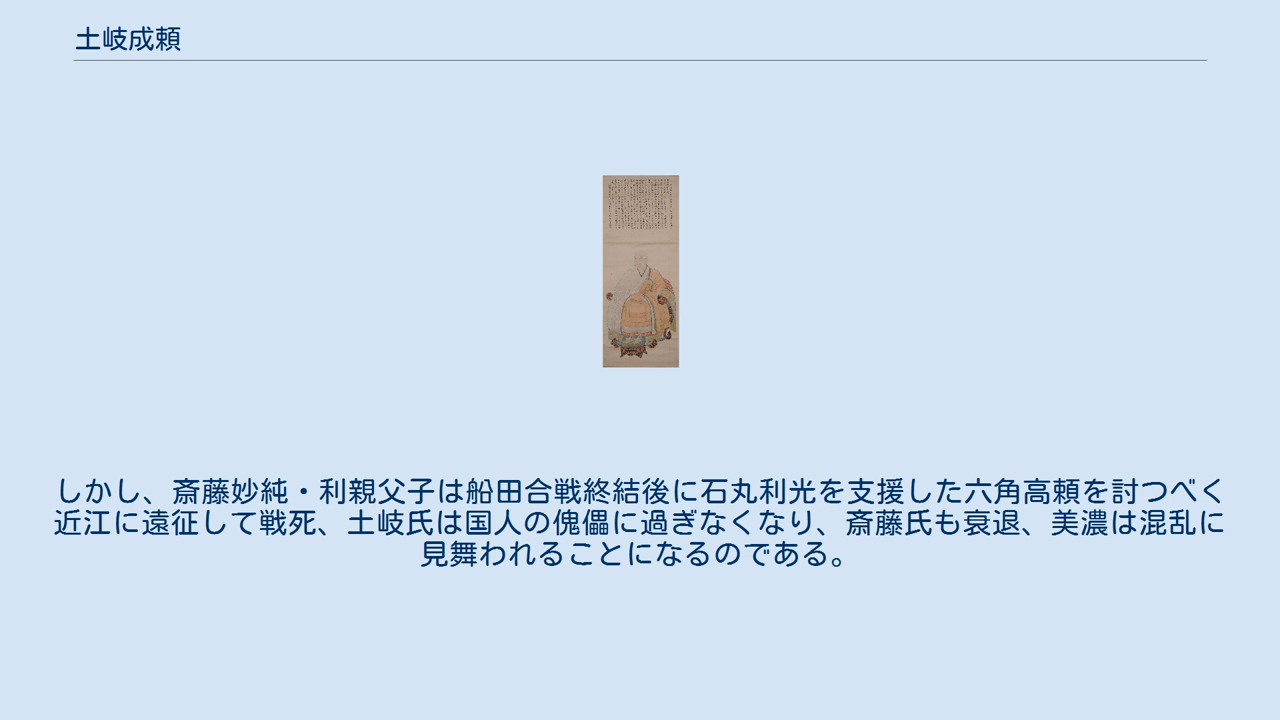 土岐成頼
しかし、斎藤妙純・利親父子は船田合戦終結後に石丸利光を支援した六角高頼を討つべく
近江に遠征して戦死、土岐氏は国人の傀儡に過ぎなくなり、斎藤氏も衰退、美濃は混乱に
見舞われることになるのである。